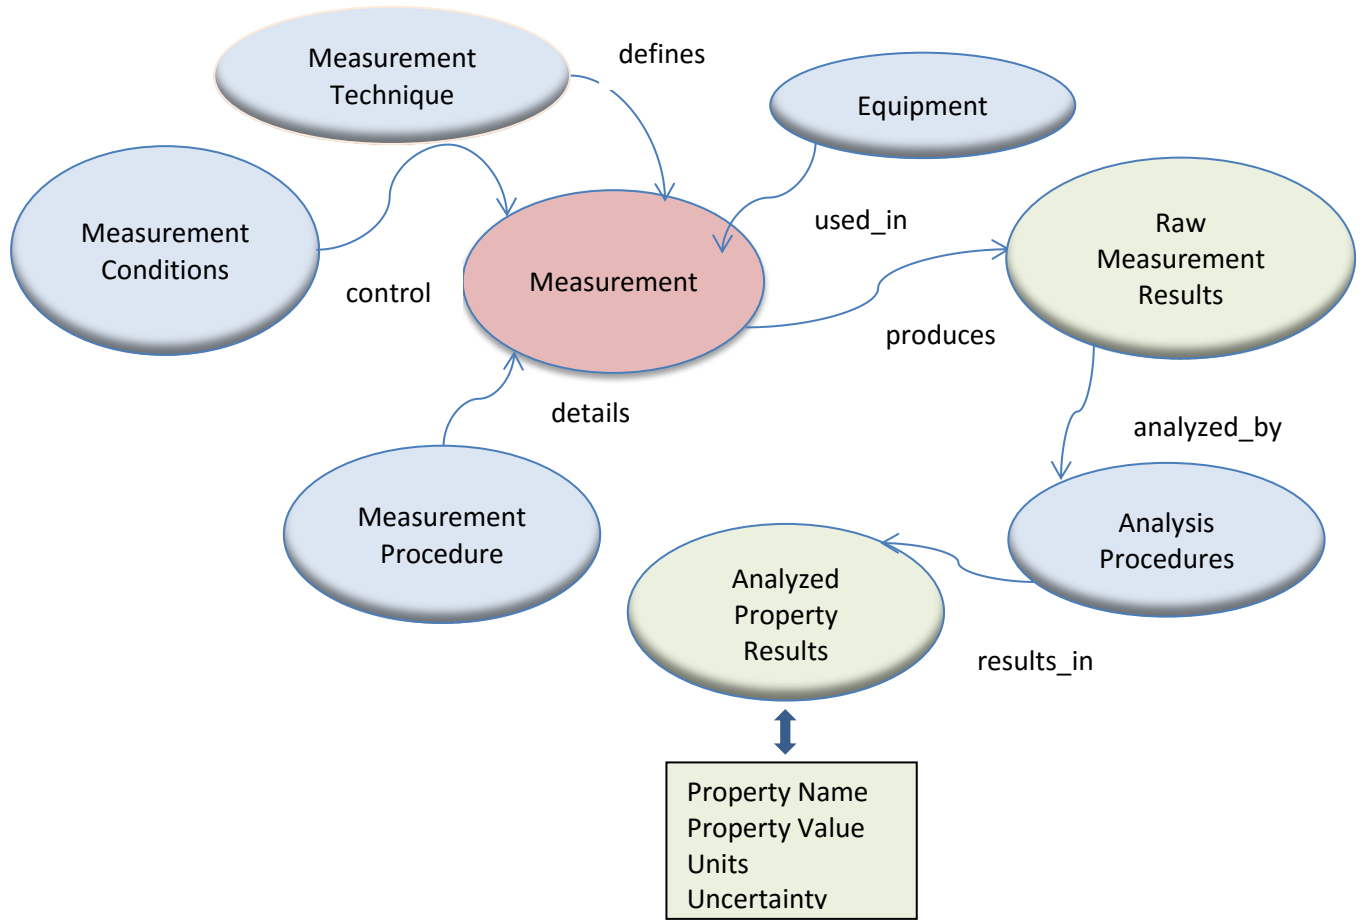 Measurement
Technique
defines
Equipment
Measurement
Conditions
control
Measurement
used_in
Raw
Measurement
Results
produces
details
Measurement
Procedure
analyzed_by
Analysis
Procedures
Analyzed
Property
Results
results_in
Property Name
Property Value
Units
Uncertainty